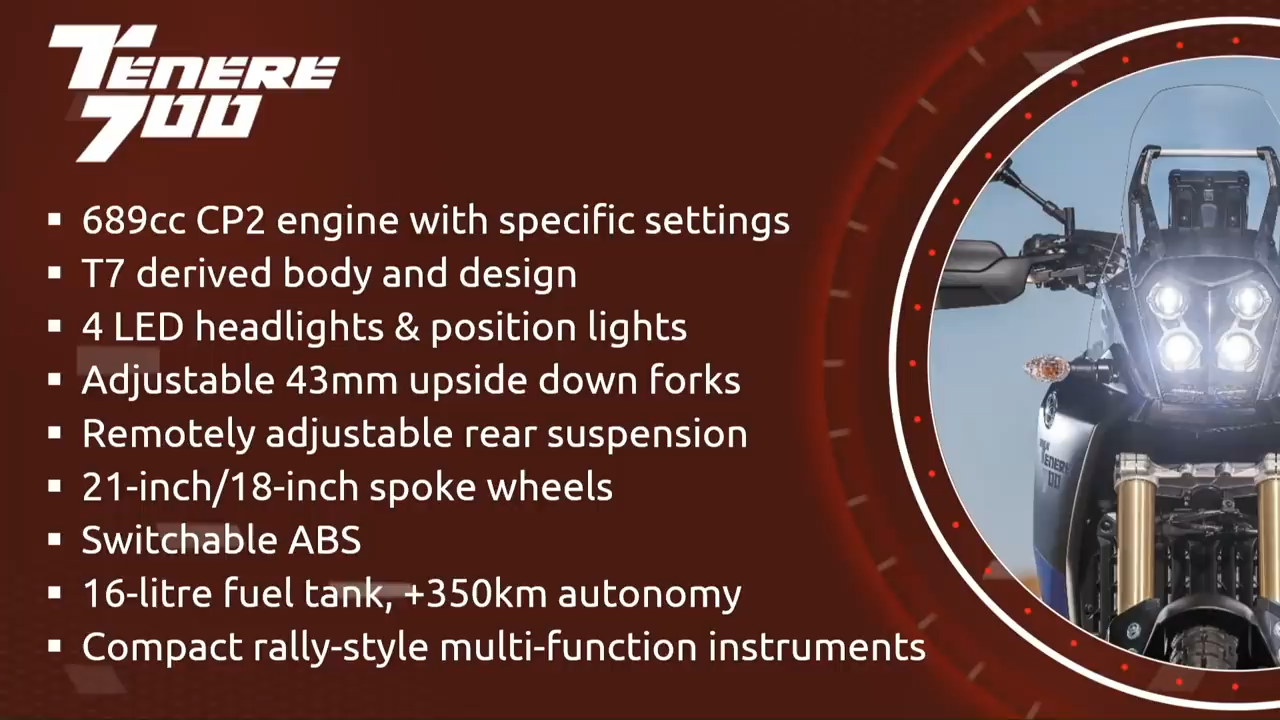 TÉNERE
700
▪ 689cc CP2 engine with specific settings
▪ T7 derived body and design
▪ 4 LED headlights & position lights
▪ Adjustable 43mm upside down forks
▪ Remotely adjustable rear suspension
▪ 21-inch/18-inch spoke wheels
▪ Switchable ABS
▪ 16-litre fuel tank, +350km autonomy
▪ Compact rally-style multi-function instruments
TENERE
700